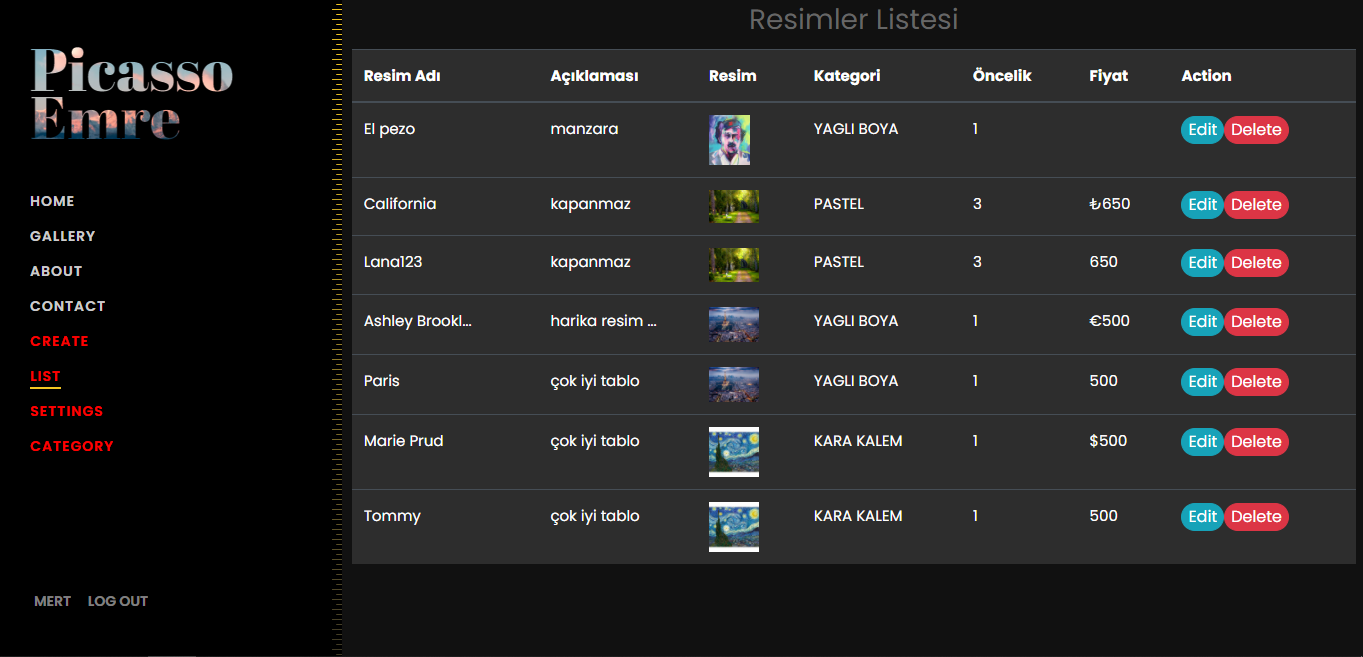 Resimler Listesi
Picasso
Emre
HOME
GALLERY
ABOUT
CONTACT
CREATE
LIST
SETTINGS
CATEGORY
MERT LOG OUT
Resim Adı Açıklaması Resim Kategori Öncelik Fiyat Action
El pezo manzara YAGLI BOYA 1 Edit Delete
California kapanmaz PASTEL 3 ₺650 Edit Delete
Lana123 kapanmaz PASTEL 3 650 Edit Delete
Ashley Brookl... harika resim ... YAGLI BOYA 1 €500 Edit Delete
Paris çok iyi tablo YAGLI BOYA 1 500 Edit Delete
Marie Prud çok iyi tablo KARA KALEM 1 $500 Edit Delete
Tommy çok iyi tablo KARA KALEM 1 500 Edit Delete